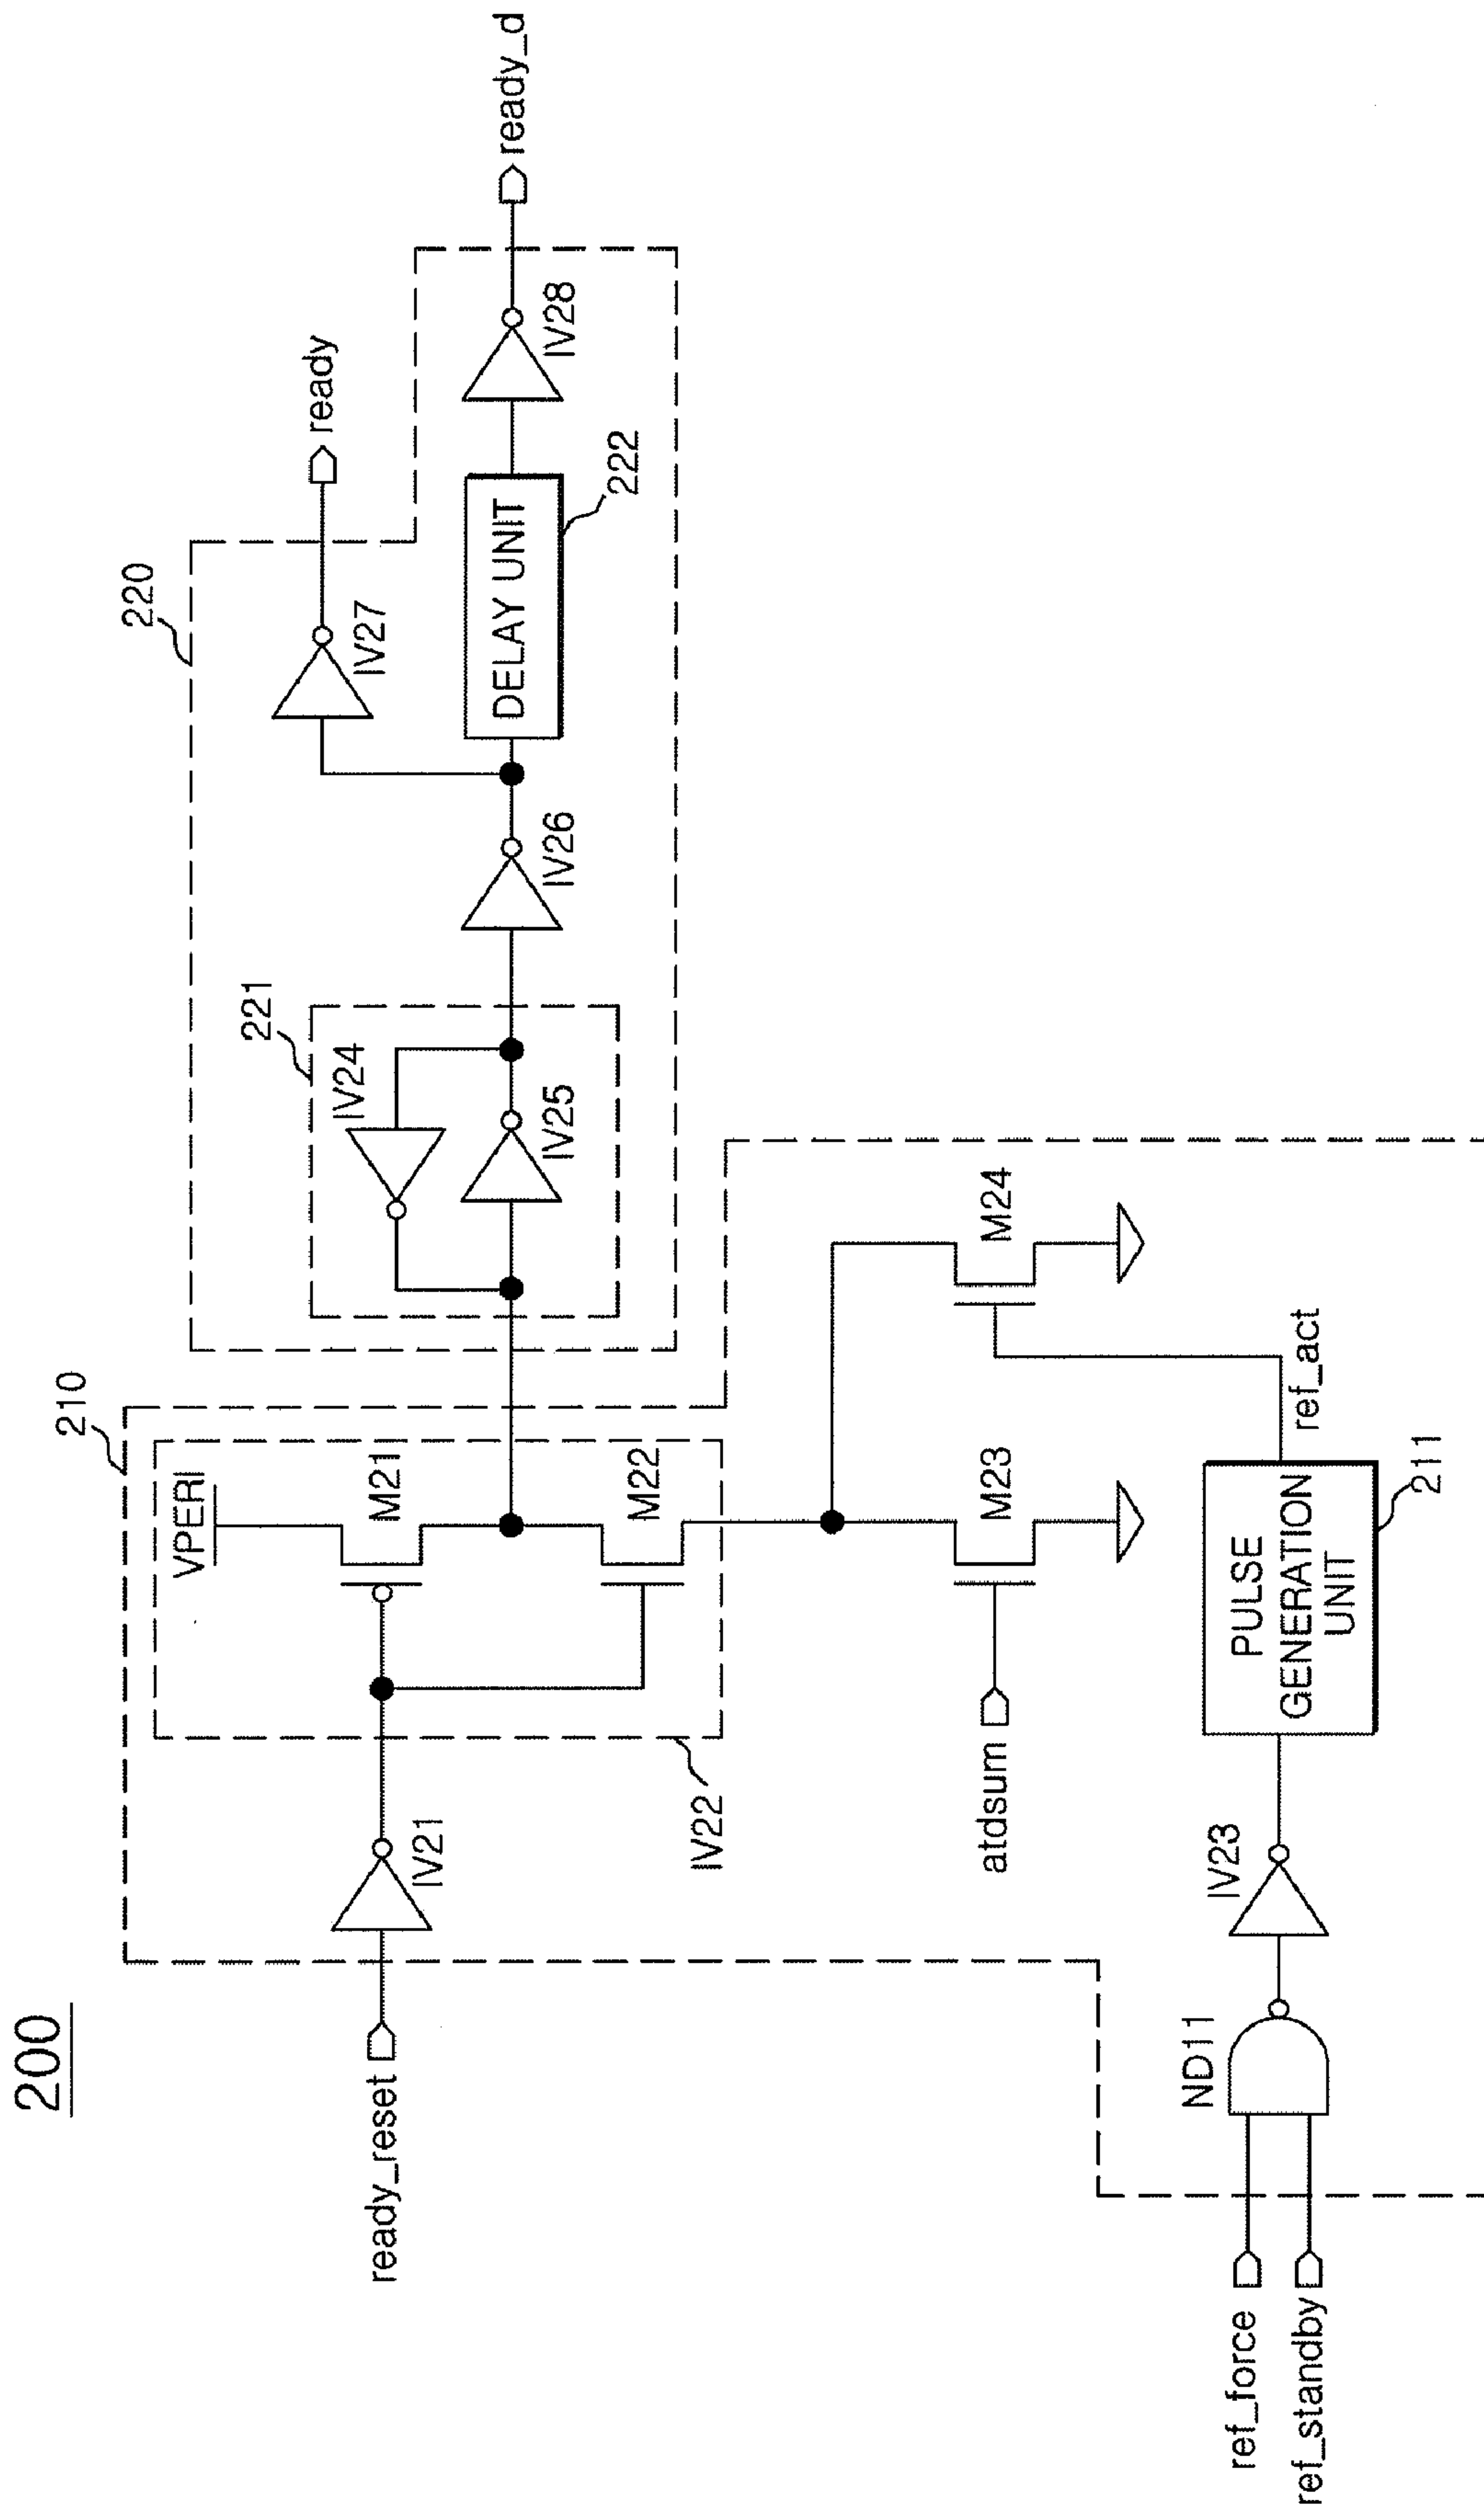 200
210
220
221
VPERI
M21
M22
IV22
IV21
ready_reset
IV24
IV25
IV26
IV27
ready
DELAY UNIT
222
IV28
ready_d
atdsum
M23
M24
ref_act
PULSE
GENERATION
UNIT
211
IV23
ND11
ref_force
ref_standby